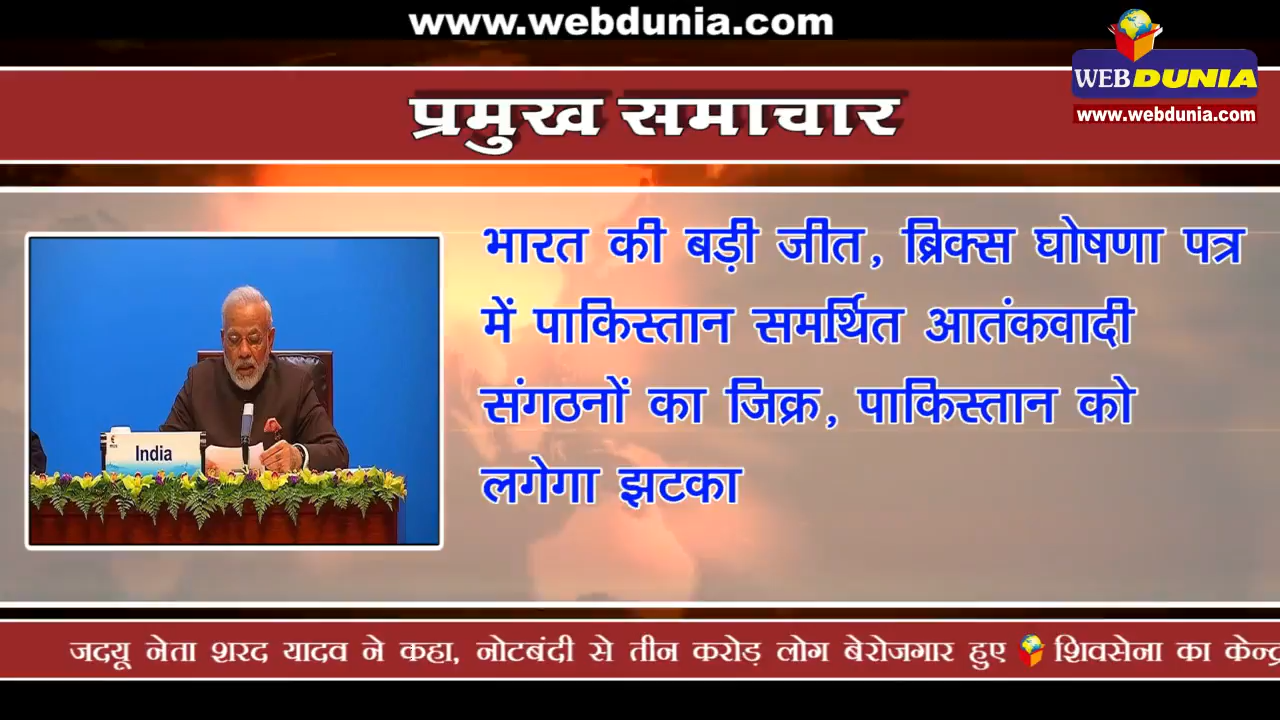 www.webdunia.com
WEBDUNIA
www.webdunia.com
प्रमुख समाचार
भारत की बड़ी जीत, ब्रिक्स घोषणा पत्र
में पाकिस्तान समर्थित आतंकवादी
संगठनों का जिक्र, पाकिस्तान को
लगेगा झटका
India
जदयू नेता शरद यादव ने कहा, नोटबंदी से तीन करोड़ लोग बेरोजगार हुए शिवसेना का केन्द्र